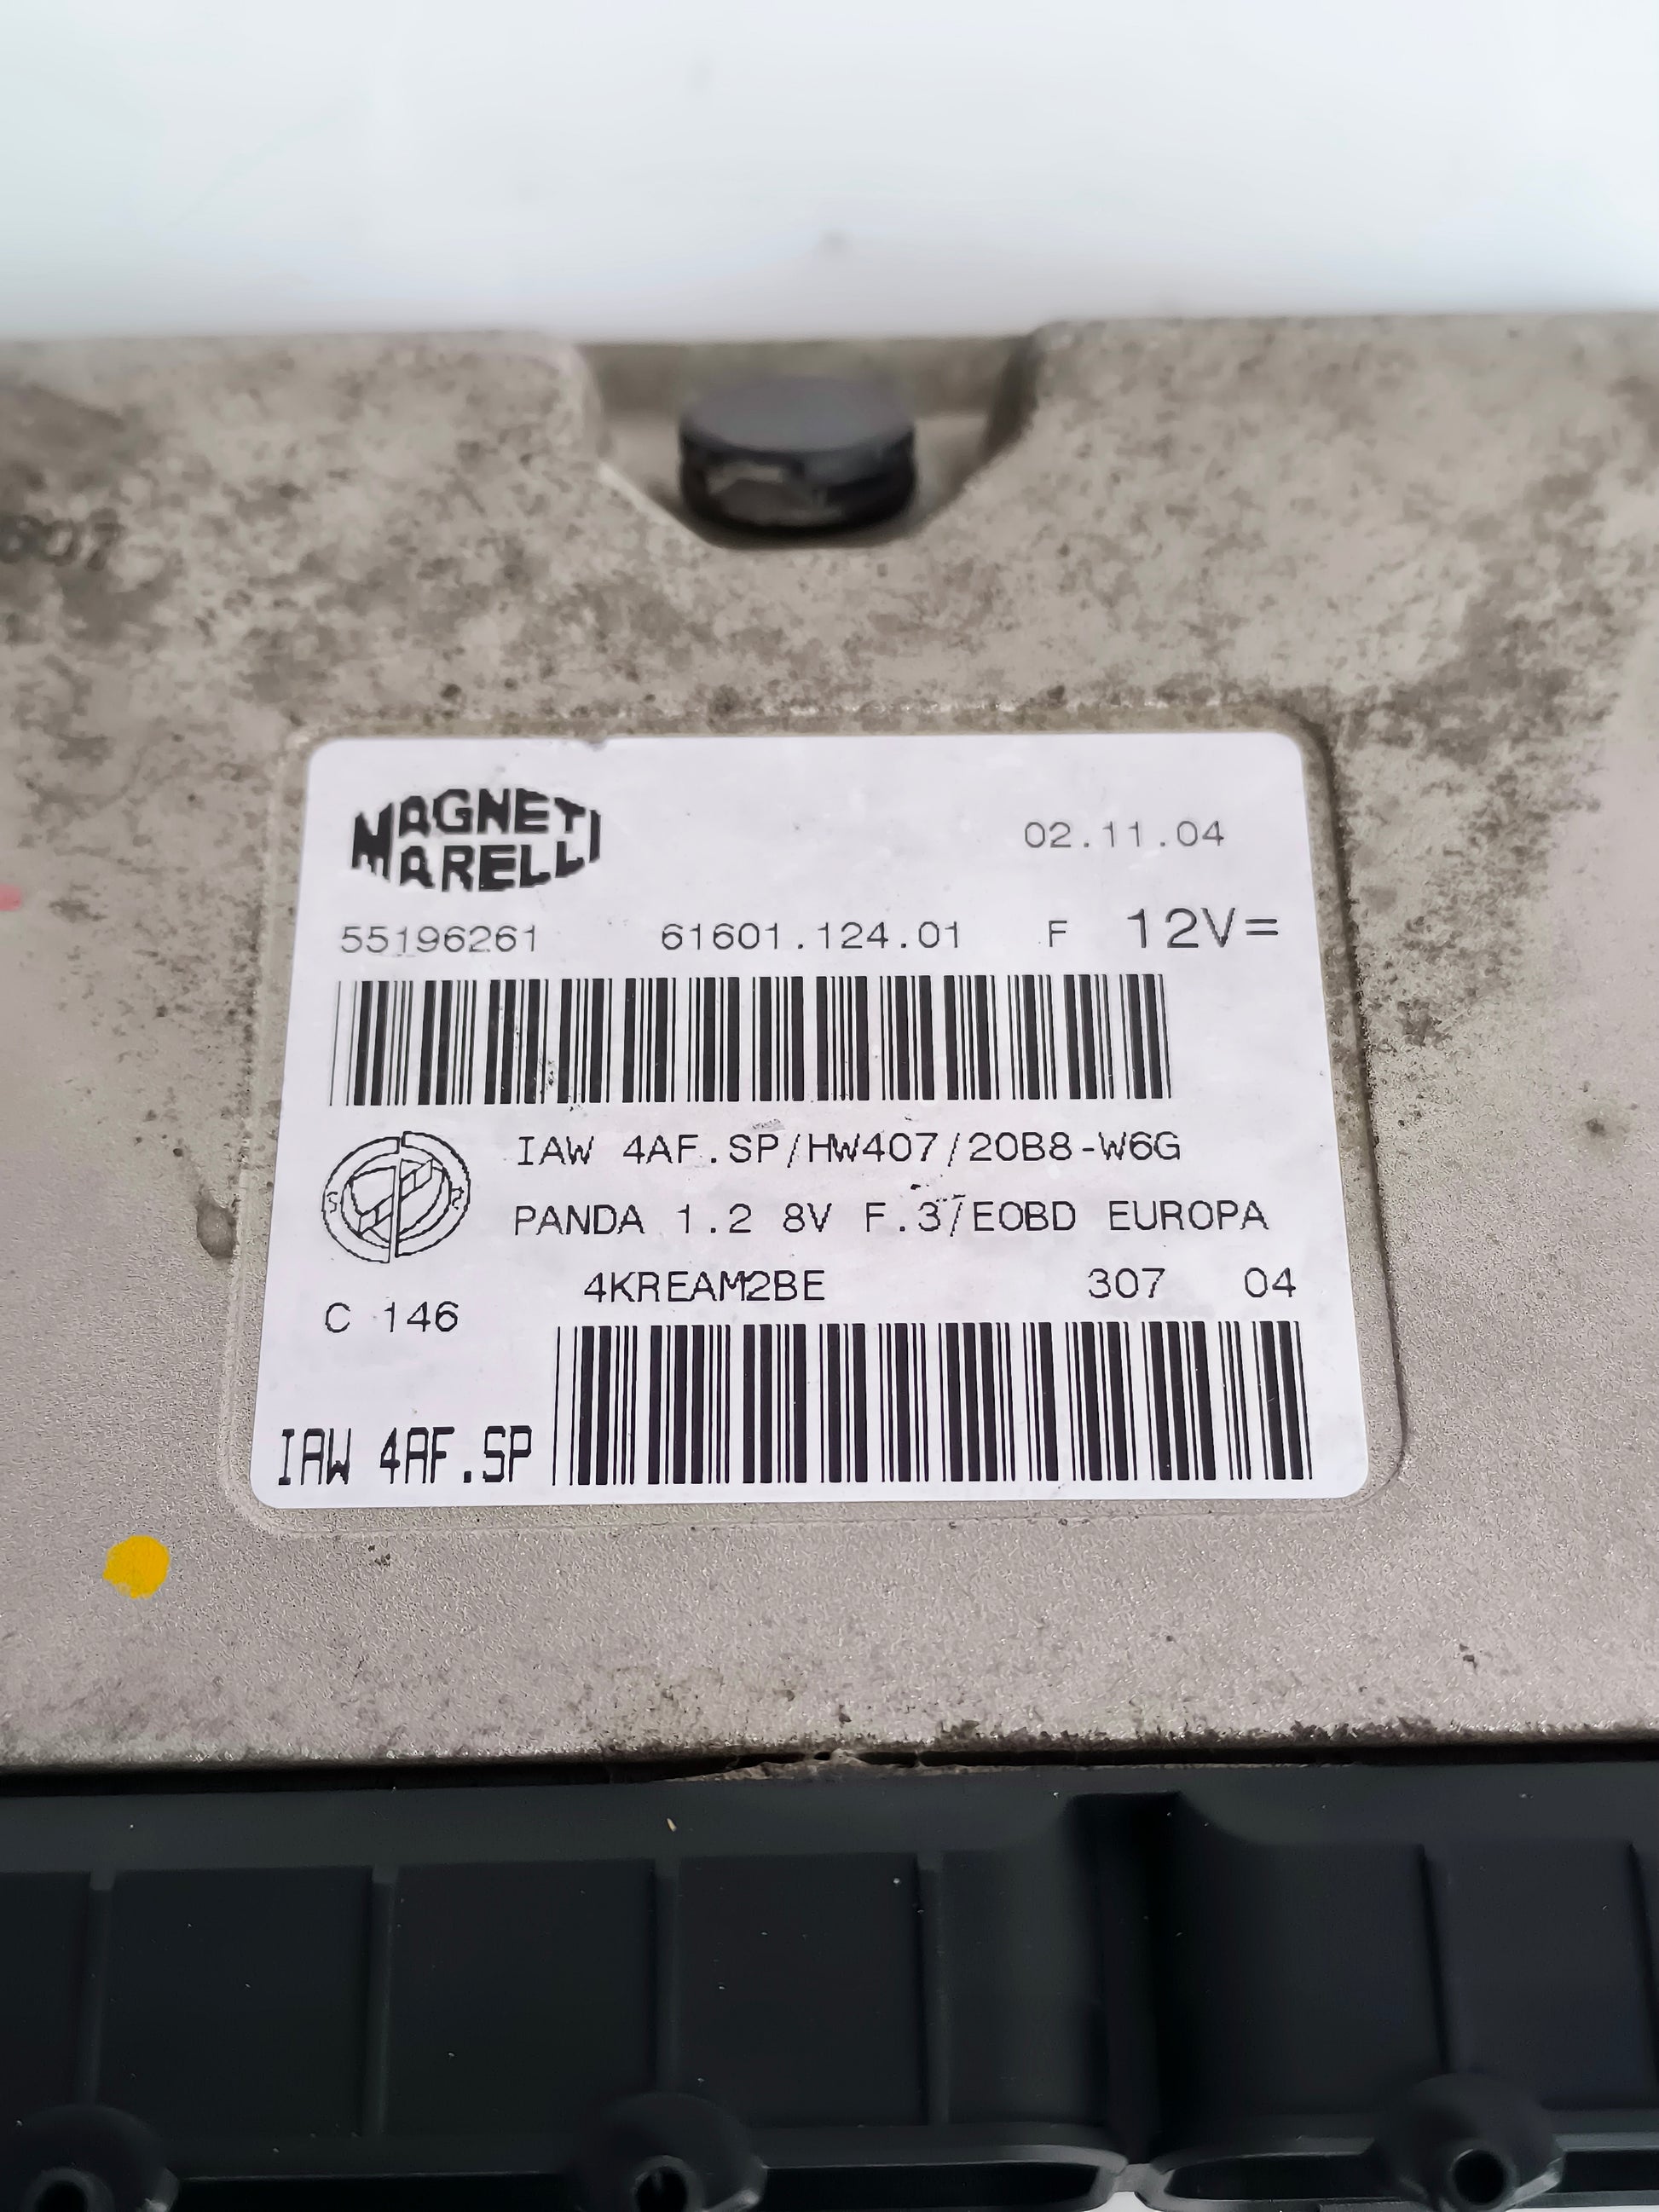 MAGNETI
MARELLI
02.11.04
55196261 61601.124.01 F 12V=
IAW 4AF.SP/HW407/20B8-W6G
PANDA 1.2 8V F.3/EOBD EUROPA
4KREAM2BE 307 04
C 146
IAW 4AF.SP